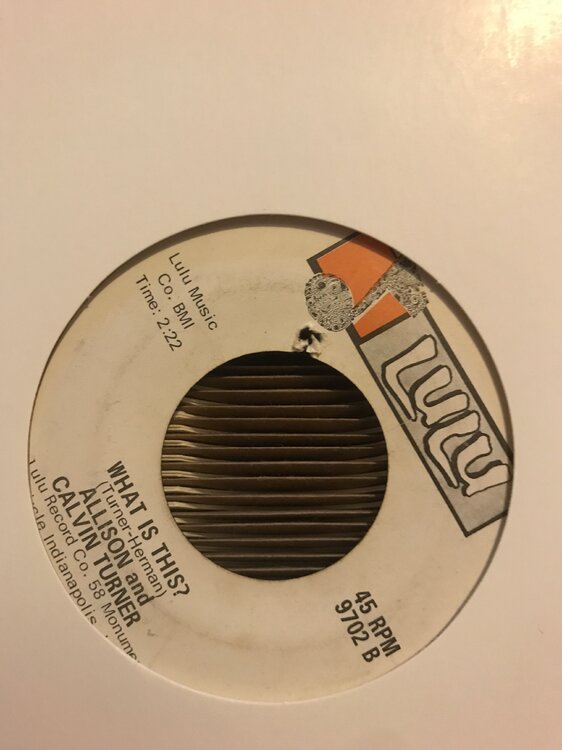 LULU
Lulu Music
Co. BMI
Time: 2:22
45 RPM
9702 B
WHAT IS THIS?
(Turner-Herman)
ALLISON and
CALVIN TURNER
Lulu Record Co. 58
Indianapolis